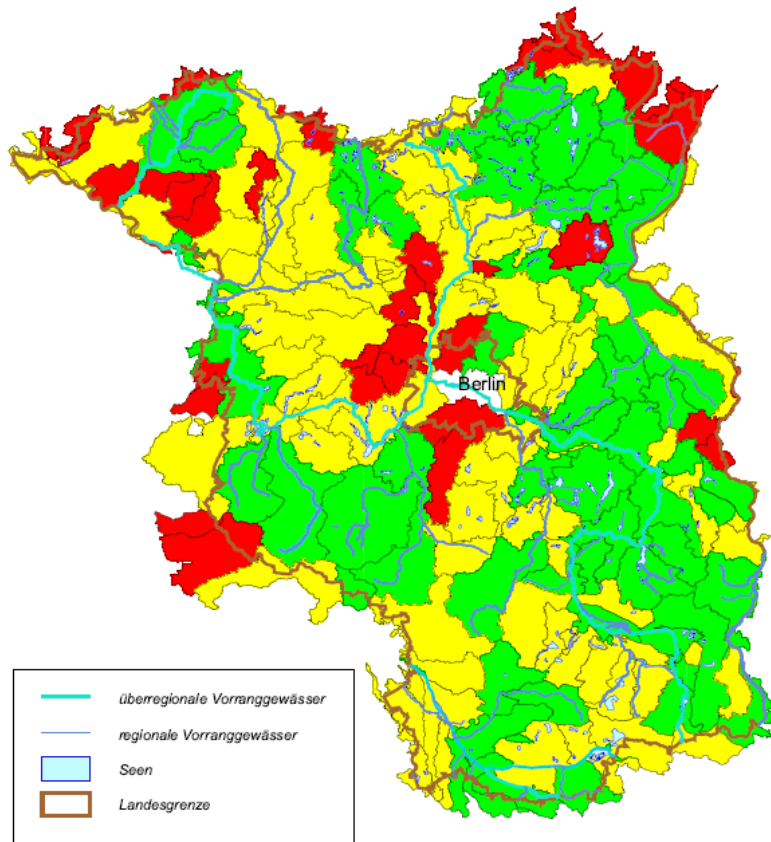 Berlin
überregionale Vorranggewässer
regionale Vorranggewässer
Seen
Landesgrenze